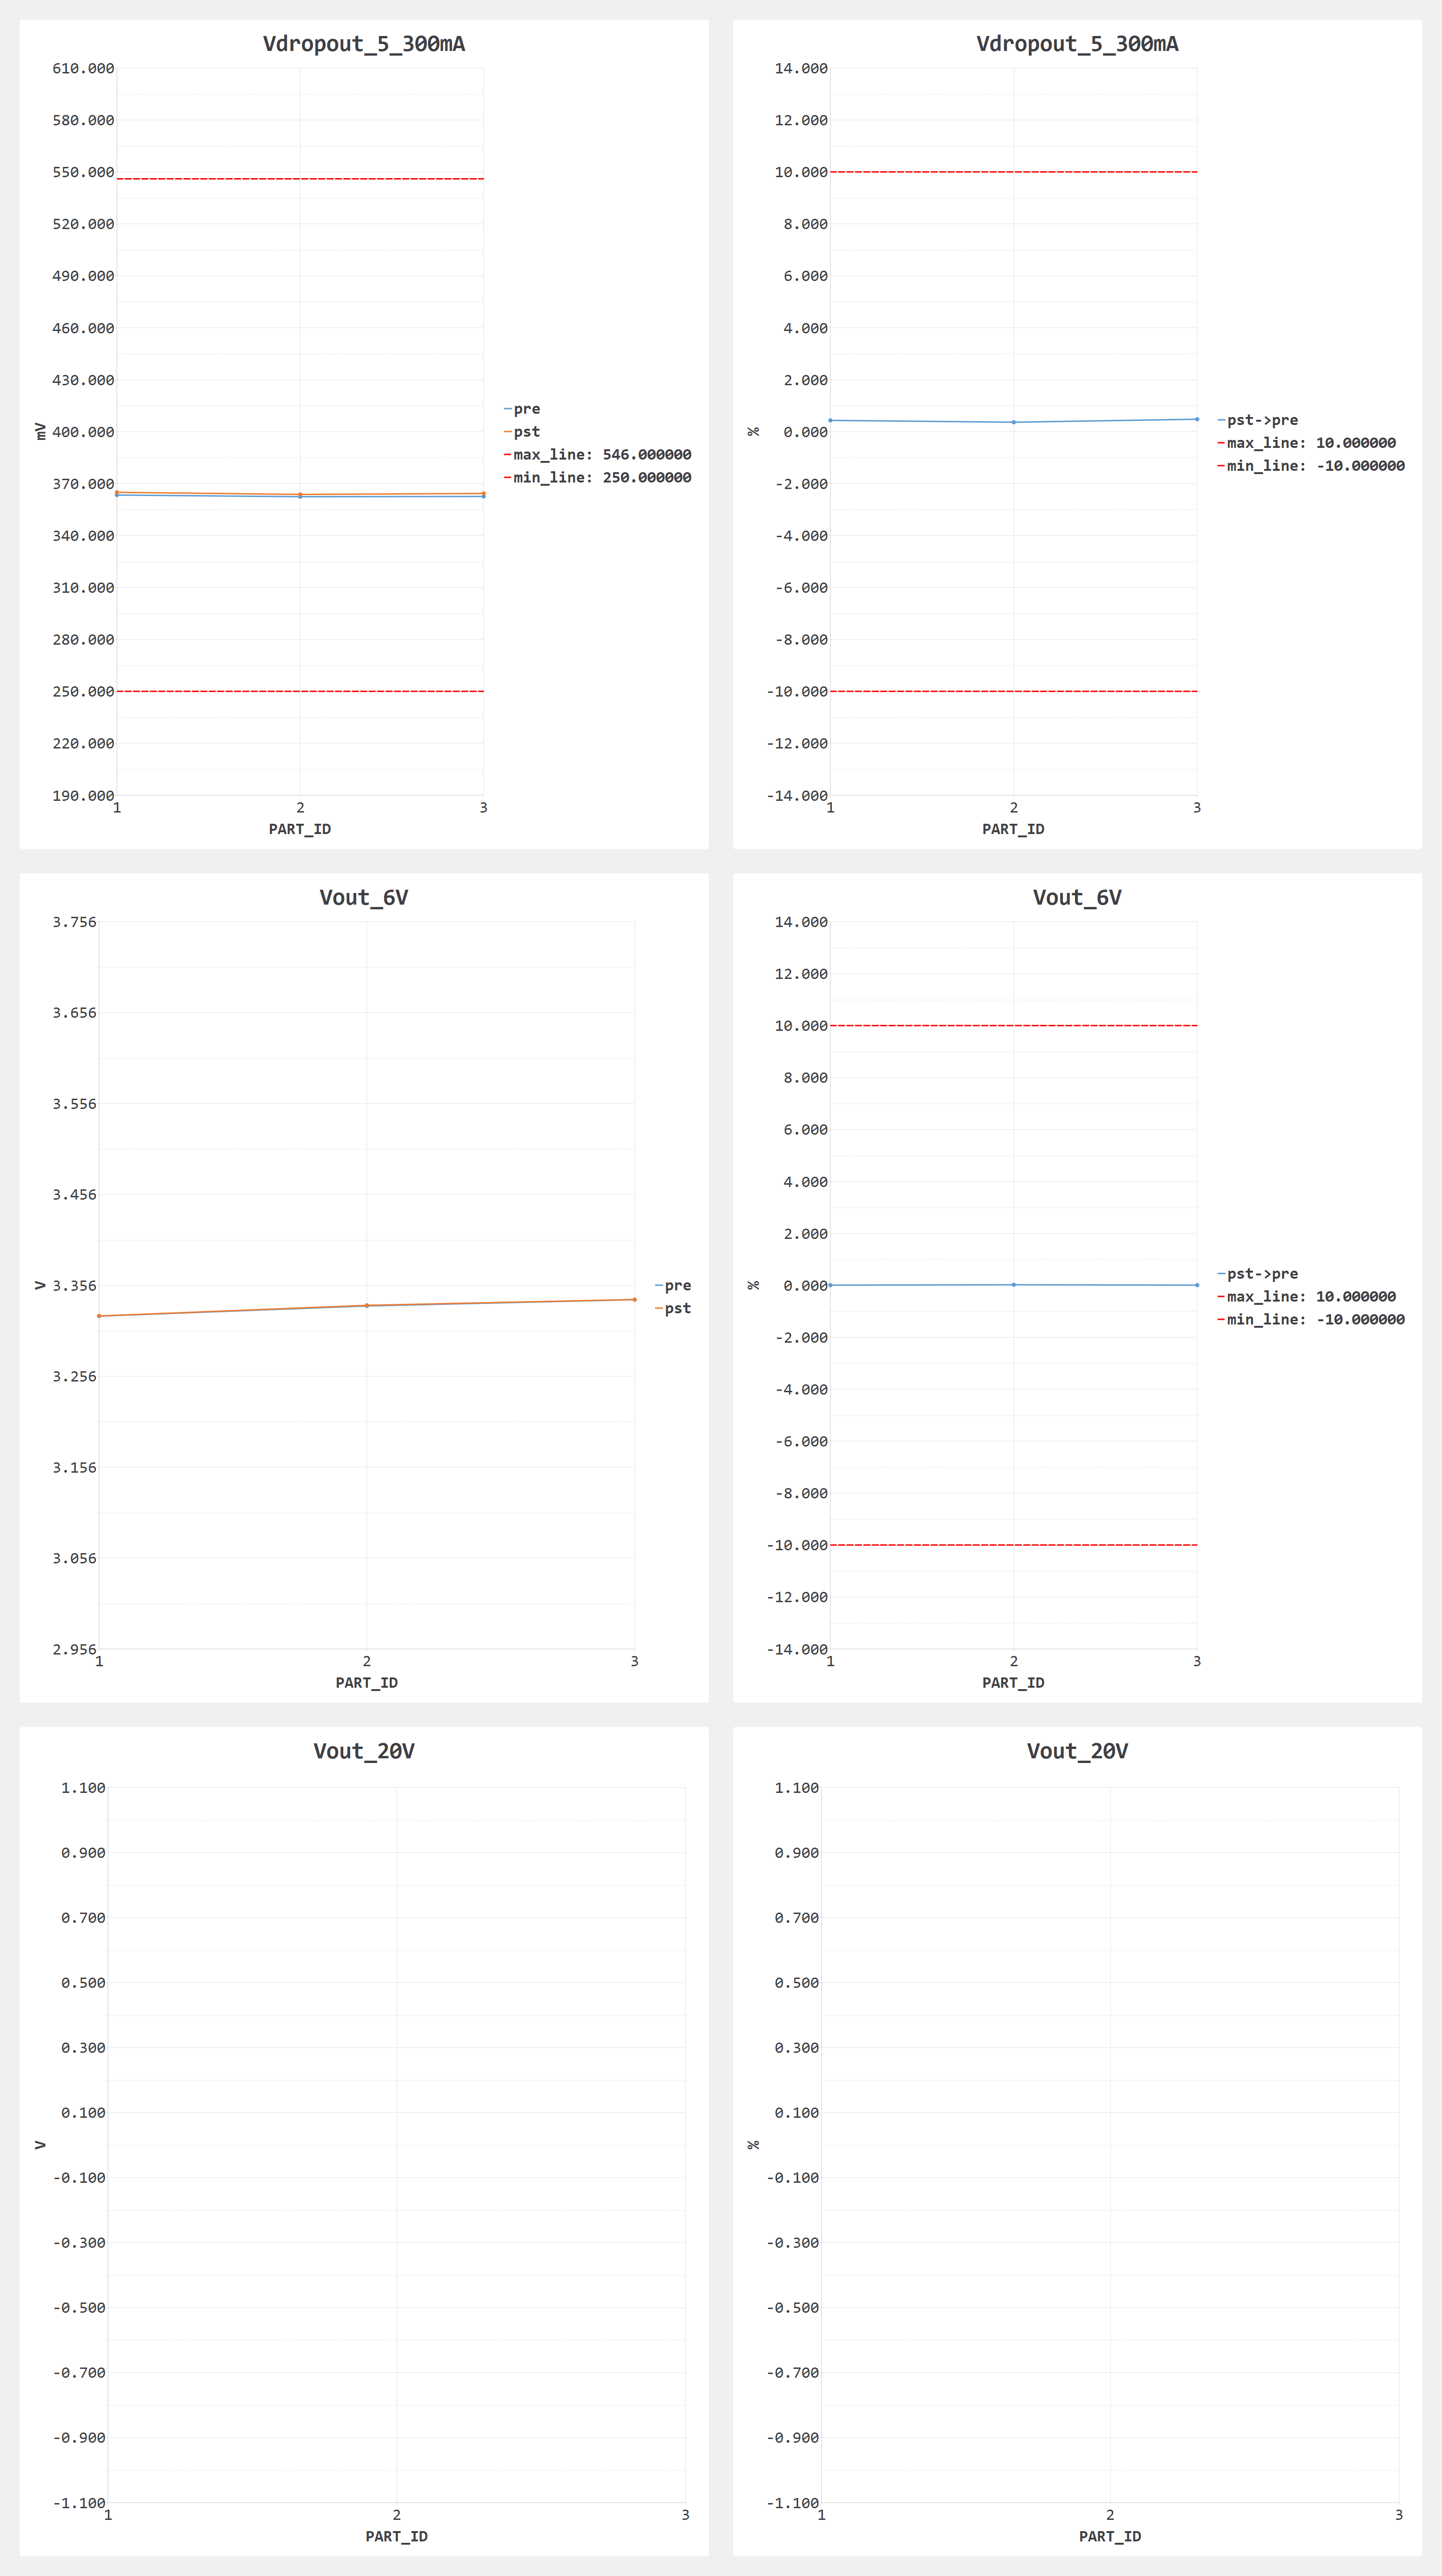 Vdropout_5_300mA
610.000
580.000
550.000
520.000
490.000
460.000
430.000
400.000
370.000
340.000
310.000
280.000
250.000
220.000
190.000
mV
1 2 3
PART_ID
pre
pst
max_line: 546.000000
min_line: 250.000000
Vdropout_5_300mA
14.000
12.000
10.000
8.000
6.000
4.000
2.000
0.000
-2.000
-4.000
-6.000
-8.000
-10.000
-12.000
-14.000
%
1 2 3
PART_ID
pst->pre
max_line: 10.000000
min_line: -10.000000
Vout_6V
3.756
3.656
3.556
3.456
3.356
3.256
3.156
3.056
2.956
V
1 2 3
PART_ID
pre
pst
Vout_6V
14.000
12.000
10.000
8.000
6.000
4.000
2.000
0.000
-2.000
-4.000
-6.000
-8.000
-10.000
-12.000
-14.000
%
1 2 3
PART_ID
pst->pre
max_line: 10.000000
min_line: -10.000000
Vout_20V
1.100
0.900
0.700
0.500
0.300
0.100
-0.100
-0.300
-0.500
-0.700
-0.900
-1.100
V
1 2 3
PART_ID
Vout_20V
1.100
0.900
0.700
0.500
0.300
0.100
-0.100
-0.300
-0.500
-0.700
-0.900
-1.100
%
1 2 3
PART_ID